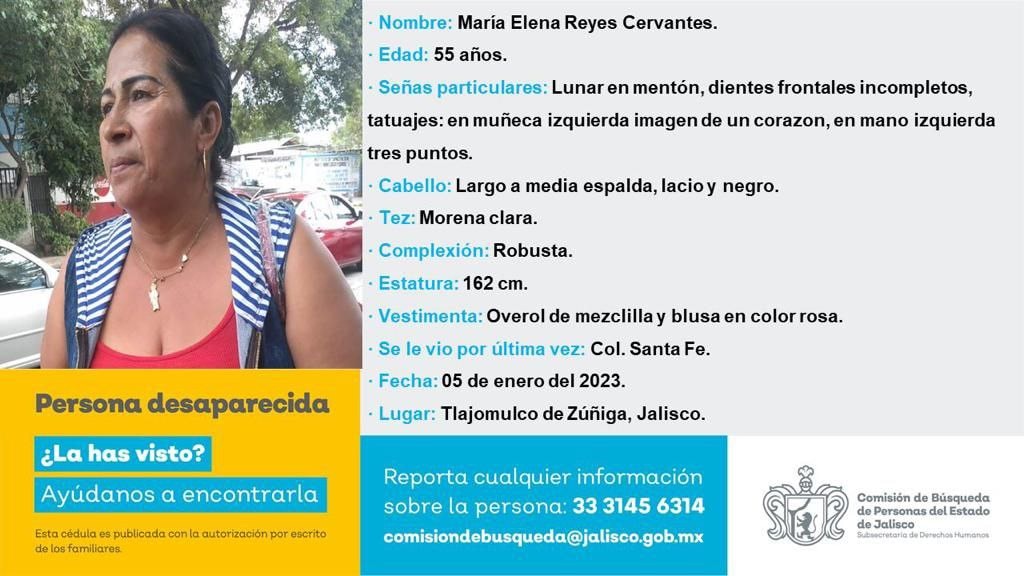 · Nombre: María Elena Reyes Cervantes.
· Edad: 55 años.
· Señas particulares: Lunar en mentón, dientes frontales incompletos,
tatuajes: en muñeca izquierda imagen de un corazon, en mano izquierda
tres puntos.
· Cabello: Largo a media espalda, lacio y negro.
· Tez: Morena clara.
· Complexión: Robusta.
· Estatura: 162 cm.
· Vestimenta: Overol de mezclilla y blusa en color rosa.
· Se le vio por última vez: Col. Santa Fe.
· Fecha: 05 de enero del 2023.
· Lugar: Tlajomulco de Zúñiga, Jalisco.
Persona desaparecida
¿La has visto?
Ayúdanos a encontrarla
Esta cédula es publicada con la autorización por escrito
de los familiares.
Reporta cualquier información
sobre la persona: 33 3145 6314
comisiondebusqueda@jalisco.gob.mx
Comisión de Búsqueda
de Personas del Estado
de Jalisco
Subsecretaría de Derechos Humanos